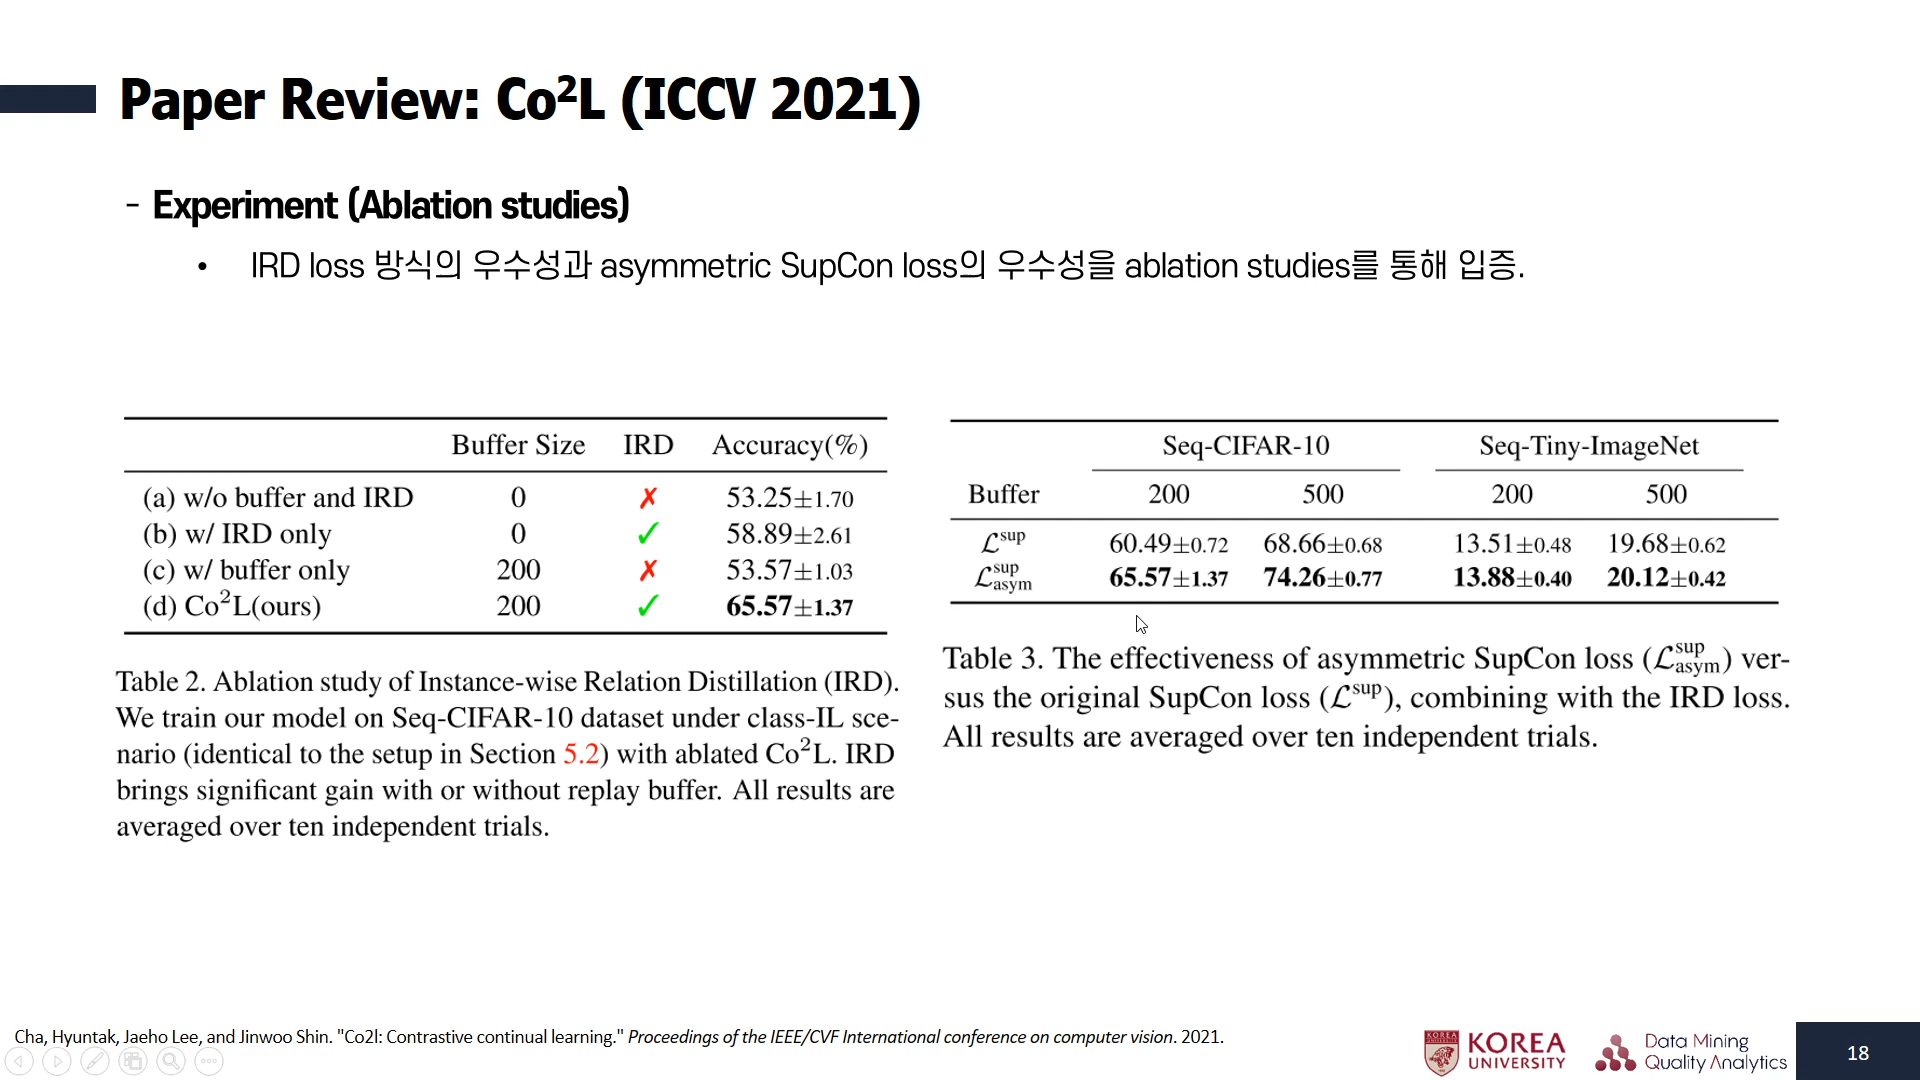 Paper Review: Co²L (ICCV 2021)
- Experiment (Ablation studies)
• IRD loss 방식의 우수성과 asymmetric SupCon loss의 우수성을 ablation studies를 통해 입증.
Buffer Size IRD Accuracy(%)
(a) w/o buffer and IRD 0 ✗ 53.25±1.70
(b) w/ IRD only 0 ✓ 58.89±2.61
(c) w/ buffer only 200 ✗ 53.57±1.03
(d) Co²L(ours) 200 ✓ 65.57±1.37
Table 2. Ablation study of Instance-wise Relation Distillation (IRD).
We train our model on Seq-CIFAR-10 dataset under class-IL sce-
nario (identical to the setup in Section 5.2) with ablated Co²L. IRD
brings significant gain with or without replay buffer. All results are
averaged over ten independent trials.
Seq-CIFAR-10 Seq-Tiny-ImageNet
Buffer 200 500 200 500
ℒ^sup 60.49±0.72 68.66±0.68 13.51±0.48 19.68±0.62
ℒ^sup_asym 65.57±1.37 74.26±0.77 13.88±0.40 20.12±0.42
Table 3. The effectiveness of asymmetric SupCon loss (ℒ^sup_asym) ver-
sus the original SupCon loss (ℒ^sup), combining with the IRD loss.
All results are averaged over ten independent trials.
Cha, Hyuntak, Jaeho Lee, and Jinwoo Shin. "Co2l: Contrastive continual learning." Proceedings of the IEEE/CVF International conference on computer vision. 2021.
KOREA
UNIVERSITY
Data Mining
Quality Analytics
18